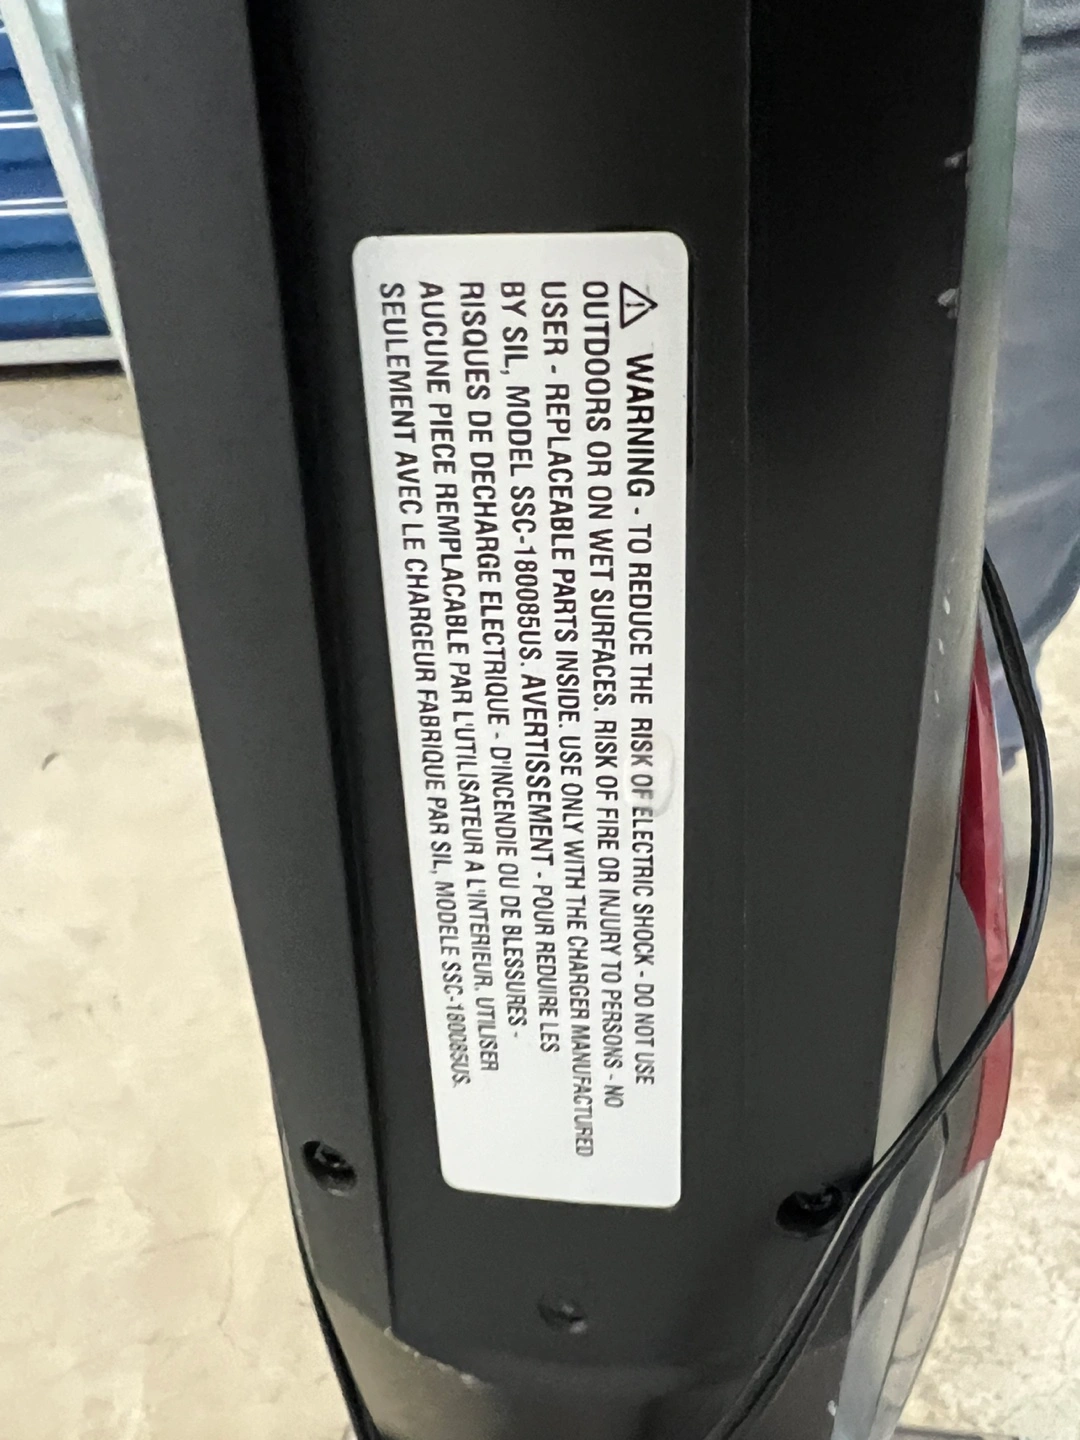 ⚠ WARNING - TO REDUCE THE RISK OF ELECTRIC SHOCK - DO NOT USE
OUTDOORS OR ON WET SURFACES. RISK OF FIRE OR INJURY TO PERSONS - NO
USER - REPLACEABLE PARTS INSIDE. USE ONLY WITH THE CHARGER MANUFACTURED
BY SIL, MODEL SSC-180085US. AVERTISSEMENT - POUR REDUIRE LES
RISQUES DE DECHARGE ELECTRIQUE - D'INCENDIE OU DE BLESSURES -
AUCUNE PIECE REMPLACABLE PAR L'UTILISATEUR A L'INTERIEUR. UTILISER
SEULEMENT AVEC LE CHARGEUR FABRIQUE PAR SIL, MODELE SSC-180085US.